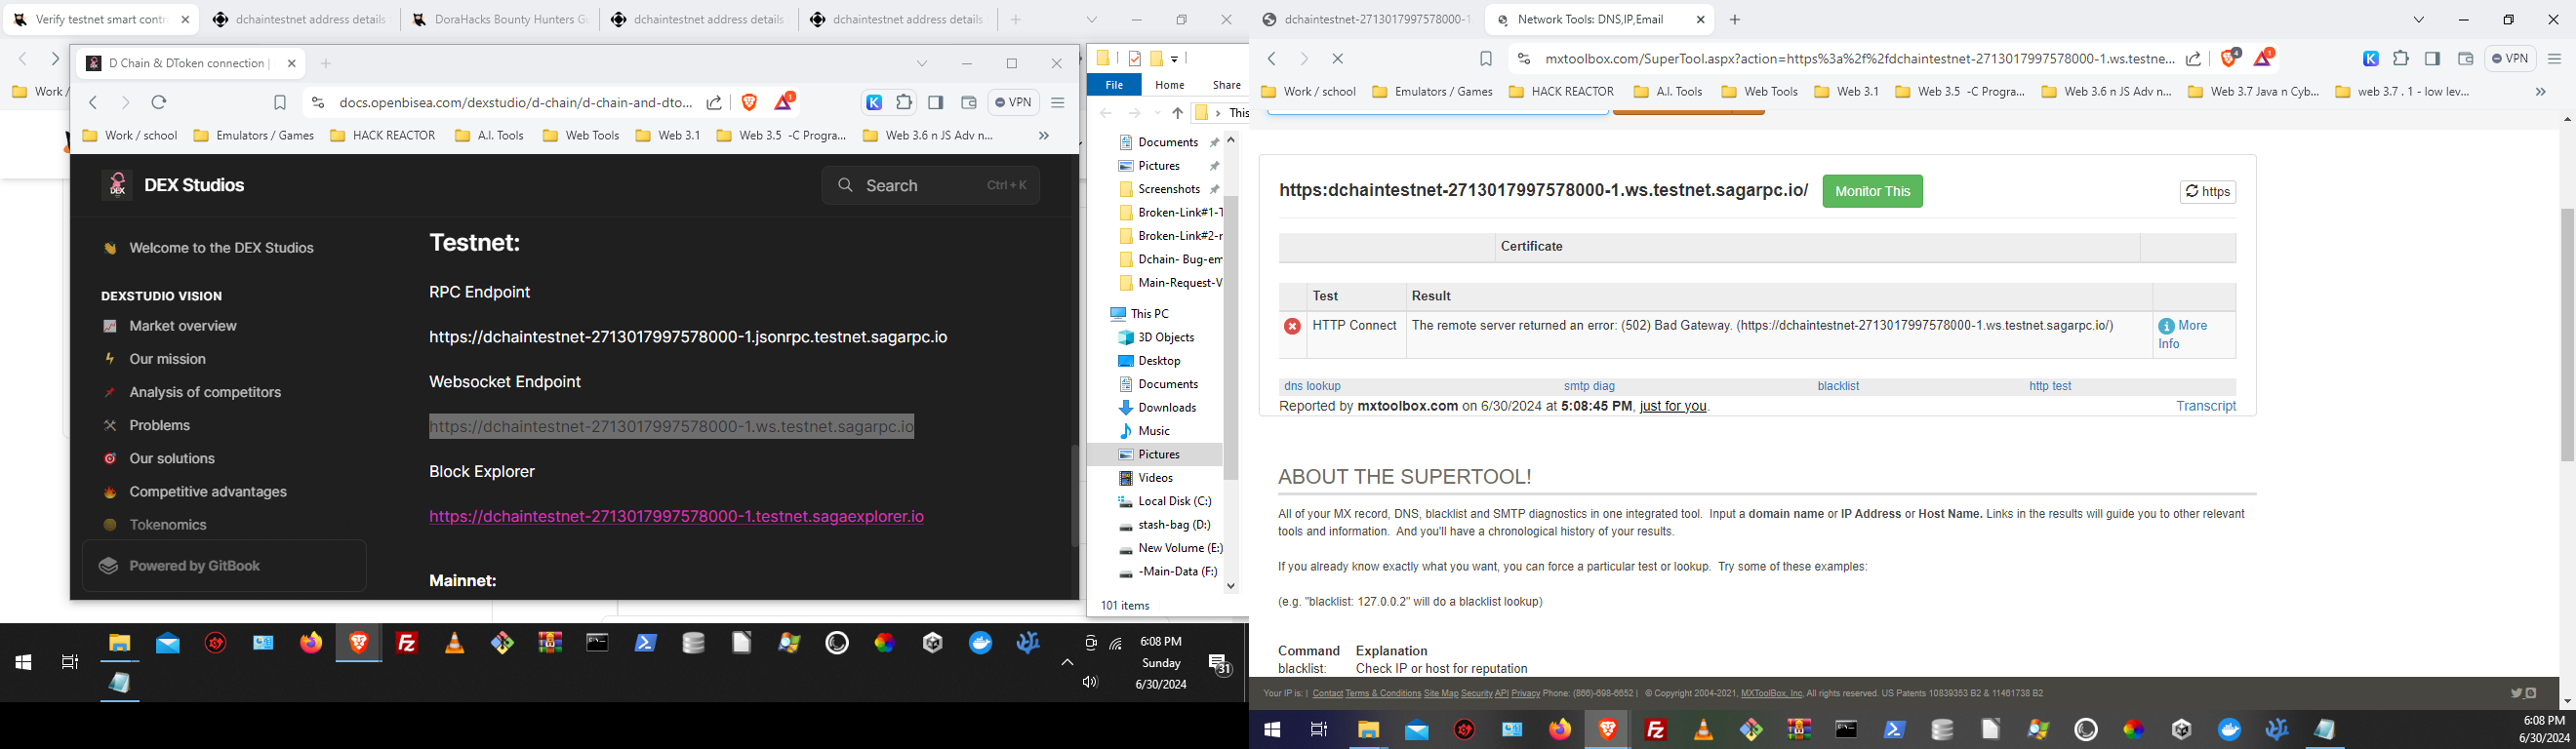 Verify testnet smart contr
dchaintestnet address details
DoraHacks Bounty Hunters Gu
dchaintestnet address details
dchaintestnet address details
Work /
D Chain & DToken connection |
docs.openbisea.com/dexstudio/d-chain/d-chain-and-dto...
VPN
Work / school
Emulators / Games
HACK REACTOR
A.I. Tools
Web Tools
Web 3.1
Web 3.5 -C Progra...
Web 3.6 n JS Adv n...
DEX Studios
Search
Ctrl + K
Welcome to the DEX Studios
DEXSTUDIO VISION
Market overview
Our mission
Analysis of competitors
Problems
Our solutions
Competitive advantages
Tokenomics
Powered by GitBook
Testnet:
RPC Endpoint
https://dchaintestnet-2713017997578000-1.jsonrpc.testnet.sagarpc.io
Websocket Endpoint
https://dchaintestnet-2713017997578000-1.ws.testnet.sagarpc.io
Block Explorer
https://dchaintestnet-2713017997578000-1.testnet.sagaexplorer.io
Mainnet:
File
Home
Share
This
Documents
Pictures
Screenshots
Broken-Link#1-T
Broken-Link#2-r
Dchain- Bug-em
Main-Request-V
This PC
3D Objects
Desktop
Documents
Downloads
Music
Pictures
Videos
Local Disk (C:)
stash-bag (D:)
New Volume (E:)
-Main-Data (F:)
101 items
6:08 PM
Sunday
6/30/2024
31
dchaintestnet-2713017997578000-1.
Network Tools: DNS,IP,Email
mxtoolbox.com/SuperTool.aspx?action=https%3a%2f%2fdchaintestnet-2713017997578000-1.ws.testne...
VPN
Work / school
Emulators / Games
HACK REACTOR
A.I. Tools
Web Tools
Web 3.1
Web 3.5 -C Progra...
Web 3.6 n JS Adv n...
Web 3.7 Java n Cyb...
web 3.7 . 1 - low lev...
https:dchaintestnet-2713017997578000-1.ws.testnet.sagarpc.io/
Monitor This
https
Certificate
Test
Result
HTTP Connect
The remote server returned an error: (502) Bad Gateway. (https://dchaintestnet-2713017997578000-1.ws.testnet.sagarpc.io/)
More Info
dns lookup
smtp diag
blacklist
http test
Reported by mxtoolbox.com on 6/30/2024 at 5:08:45 PM, just for you.
Transcript
ABOUT THE SUPERTOOL!
All of your MX record, DNS, blacklist and SMTP diagnostics in one integrated tool. Input a domain name or IP Address or Host Name. Links in the results will guide you to other relevant
tools and information. And you'll have a chronological history of your results.
If you already know exactly what you want, you can force a particular test or lookup. Try some of these examples:
(e.g. "blacklist: 127.0.0.2" will do a blacklist lookup)
Command
Explanation
blacklist:
Check IP or host for reputation
Your IP is: | Contact Terms & Conditions Site Map Security API Privacy Phone: (866)-698-6652 | © Copyright 2004-2021, MXToolBox, Inc, All rights reserved. US Patents 10839353 B2 & 11461738 B2
6:08 PM
6/30/2024